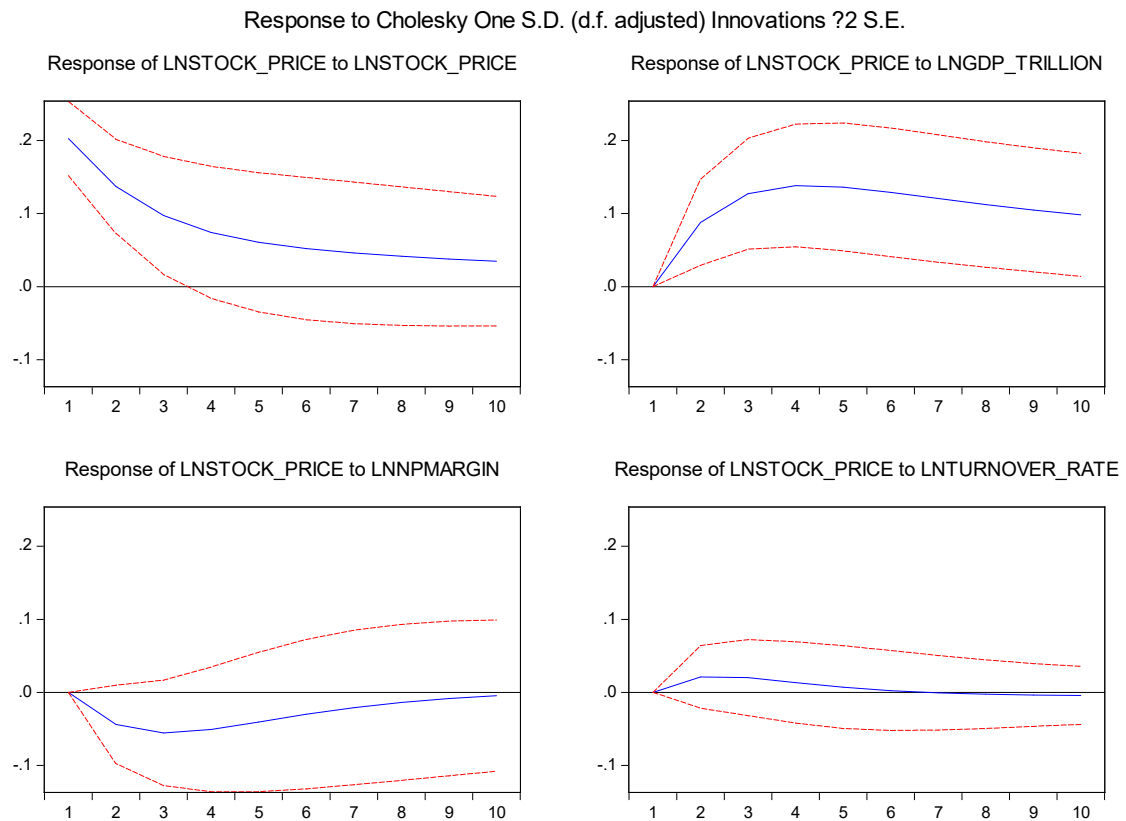 Response to Cholesky One S.D. (d.f. adjusted) Innovations ?2 S.E.
Response of LNSTOCK_PRICE to LNSTOCK_PRICE
.2
.1
.0
-.1
1 2 3 4 5 6 7 8 9 10
Response of LNSTOCK_PRICE to LNGDP_TRILLION
.2
.1
.0
-.1
1 2 3 4 5 6 7 8 9 10
Response of LNSTOCK_PRICE to LNNPMARGIN
.2
.1
.0
-.1
1 2 3 4 5 6 7 8 9 10
Response of LNSTOCK_PRICE to LNTURNOVER_RATE
.2
.1
.0
-.1
1 2 3 4 5 6 7 8 9 10